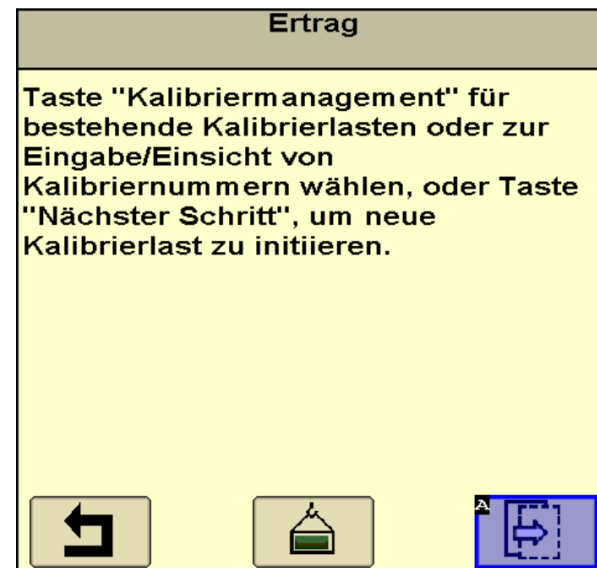 Ertrag
Taste "Kalibriermanagement" für
bestehende Kalibrierlasten oder zur
Eingabe/Einsicht von
Kalibriernummern wählen, oder Taste
"Nächster Schritt", um neue
Kalibrierlast zu initiieren.
A